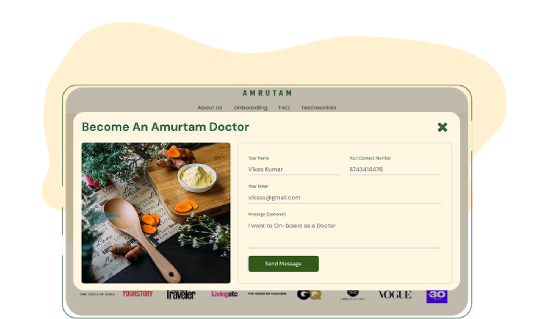 AMRUTAM
About Us Onboarding FAQ Testimonials
Become An Amurtam Doctor
Your Name Your Contact Number
Vikas Kumar 8743414476
Your Email
vikass@gmail.com
Message (Optional)
I want to On-board as a Doctor
Send Message
YOURSTORY Traveler Livingetc GQ VOGUE 30